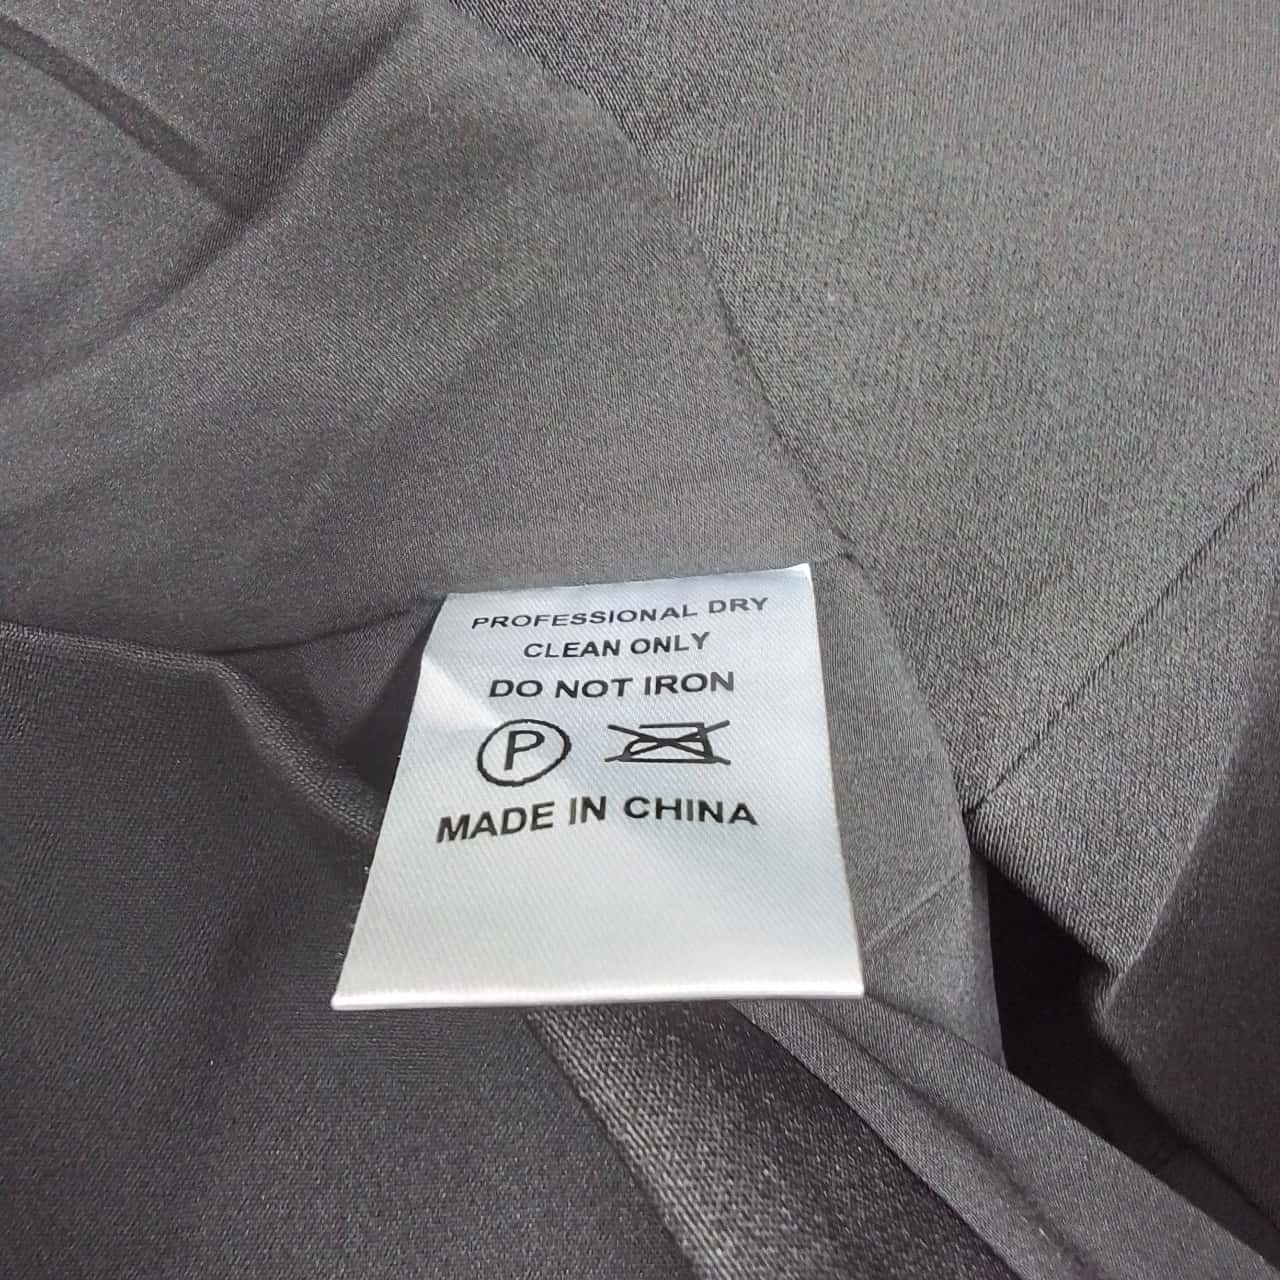 PROFESSIONAL DRY
CLEAN ONLY
DO NOT IRON
P
MADE IN CHINA